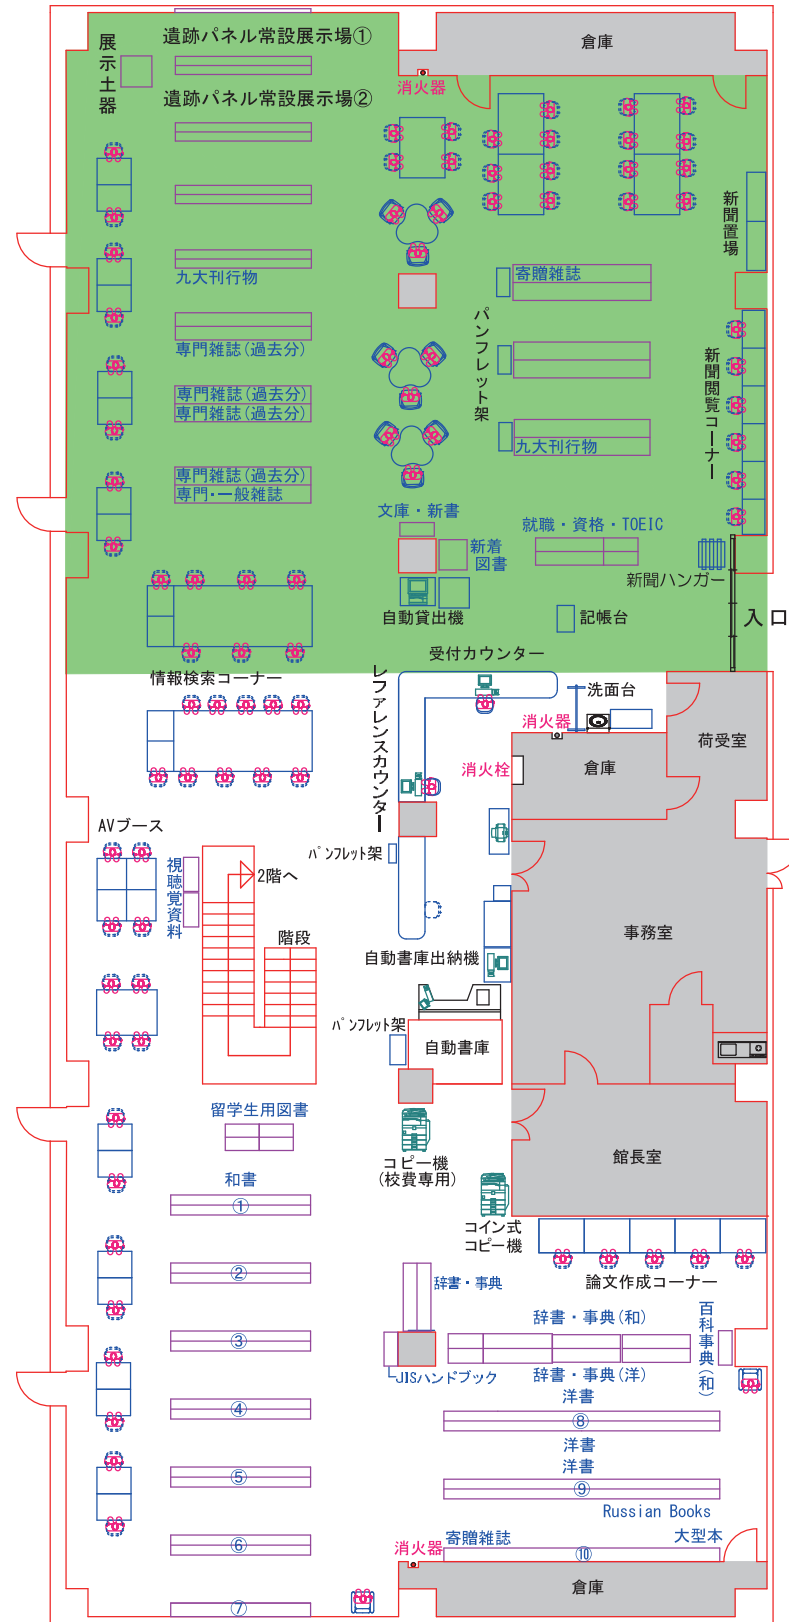 遺跡パネル常設展示場①
倉庫
展示土器
消火器
遺跡パネル常設展示場②
新聞置場
九大刊行物
寄贈雑誌
パンフレット架
専門雑誌(過去分)
新聞閲覧コーナー
専門雑誌(過去分)
専門雑誌(過去分)
九大刊行物
専門雑誌(過去分)
専門・一般雑誌
文庫・新書
就職・資格・TOEIC
新着
図書
新聞ハンガー
自動貸出機
記帳台
入口
受付カウンター
情報検索コーナー
レファレンスカウンター
洗面台
消火器
荷受室
消火栓
倉庫
AVブース
パンフレット架
視聴覚資料
2階へ
階段
事務室
自動書庫出納機
パンフレット架
自動書庫
留学生用図書
コピー機
(校費専用)
館長室
和書
①
コイン式
コピー機
②
論文作成コーナー
辞書・事典
百科事典(和)
辞書・事典(和)
③
辞書・事典(洋)
JISハンドブック
洋書
④
⑧
洋書
洋書
⑤
⑨
Russian Books
寄贈雑誌
大型本
⑥
消火器
⑩
倉庫
⑦